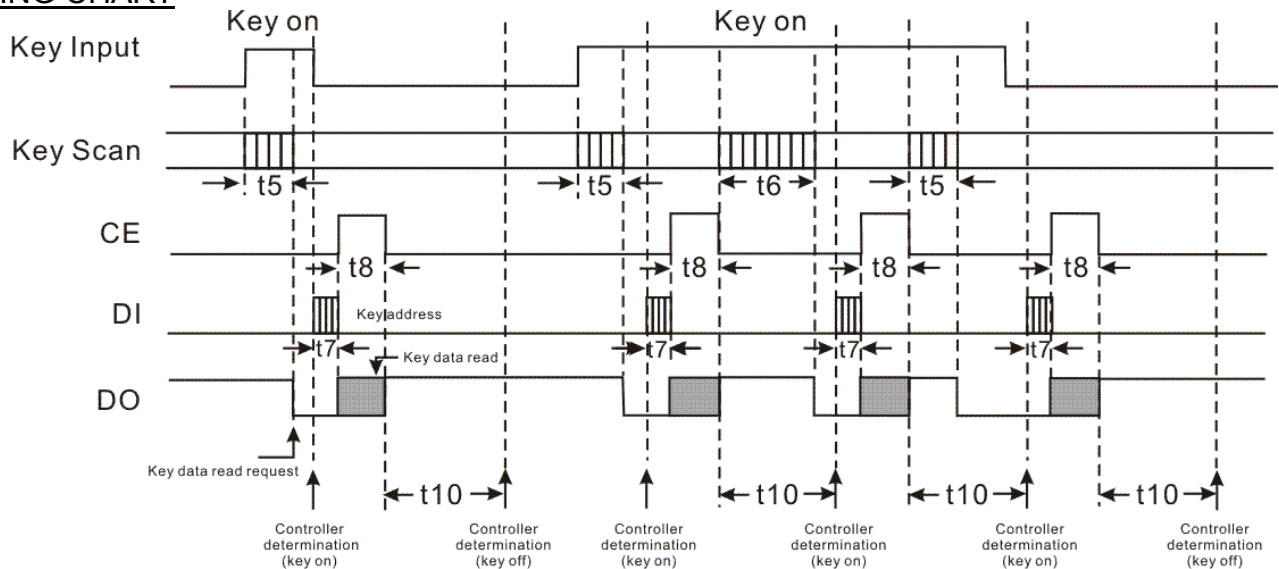 Key on
Key on
Key Input
Key Scan
t5
t5
t6
t5
CE
t8
t8
t8
t8
DI
Key address
t7
t7
t7
t7
Key data read
DO
Key data read request
t10
t10
t10
t10
Controller
determination
(key on)
Controller
determination
(key off)
Controller
determination
(key on)
Controller
determination
(key on)
Controller
determination
(key on)
Controller
determination
(key off)